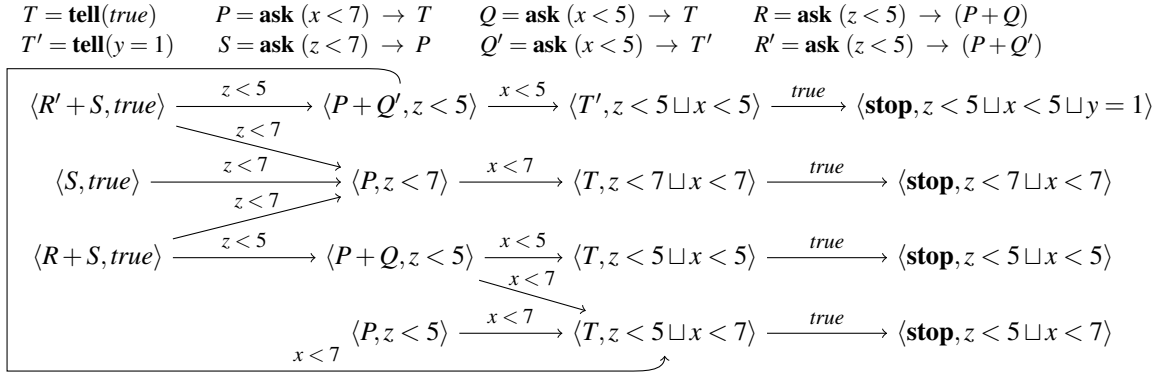 T = tell(true) P = ask (x < 7) → T Q = ask (x < 5) → T R = ask (z < 5) → (P + Q)
T′ = tell(y = 1) S = ask (z < 7) → P Q′ = ask (x < 5) → T' R′ = ask (z < 5) → (P + Q′)
⟨R′ + S, true⟩ z < 5 ⟨P + Q′, z < 5⟩ x < 5 ⟨T′, z < 5 ⊔ x < 5⟩ true ⟨stop, z < 5 ⊔ x < 5 ⊔ y = 1⟩
z < 7
⟨S, true⟩ z < 7 ⟨P, z < 7⟩ x < 7 ⟨T, z < 7 ⊔ x < 7⟩ true ⟨stop, z < 7 ⊔ x < 7⟩
z < 7
⟨R + S, true⟩ z < 5 ⟨P + Q, z < 5⟩ x < 5 ⟨T, z < 5 ⊔ x < 5⟩ true ⟨stop, z < 5 ⊔ x < 5⟩
x < 7
⟨P, z < 5⟩ x < 7 ⟨T, z < 5 ⊔ x < 7⟩ true ⟨stop, z < 5 ⊔ x < 7⟩
x < 7